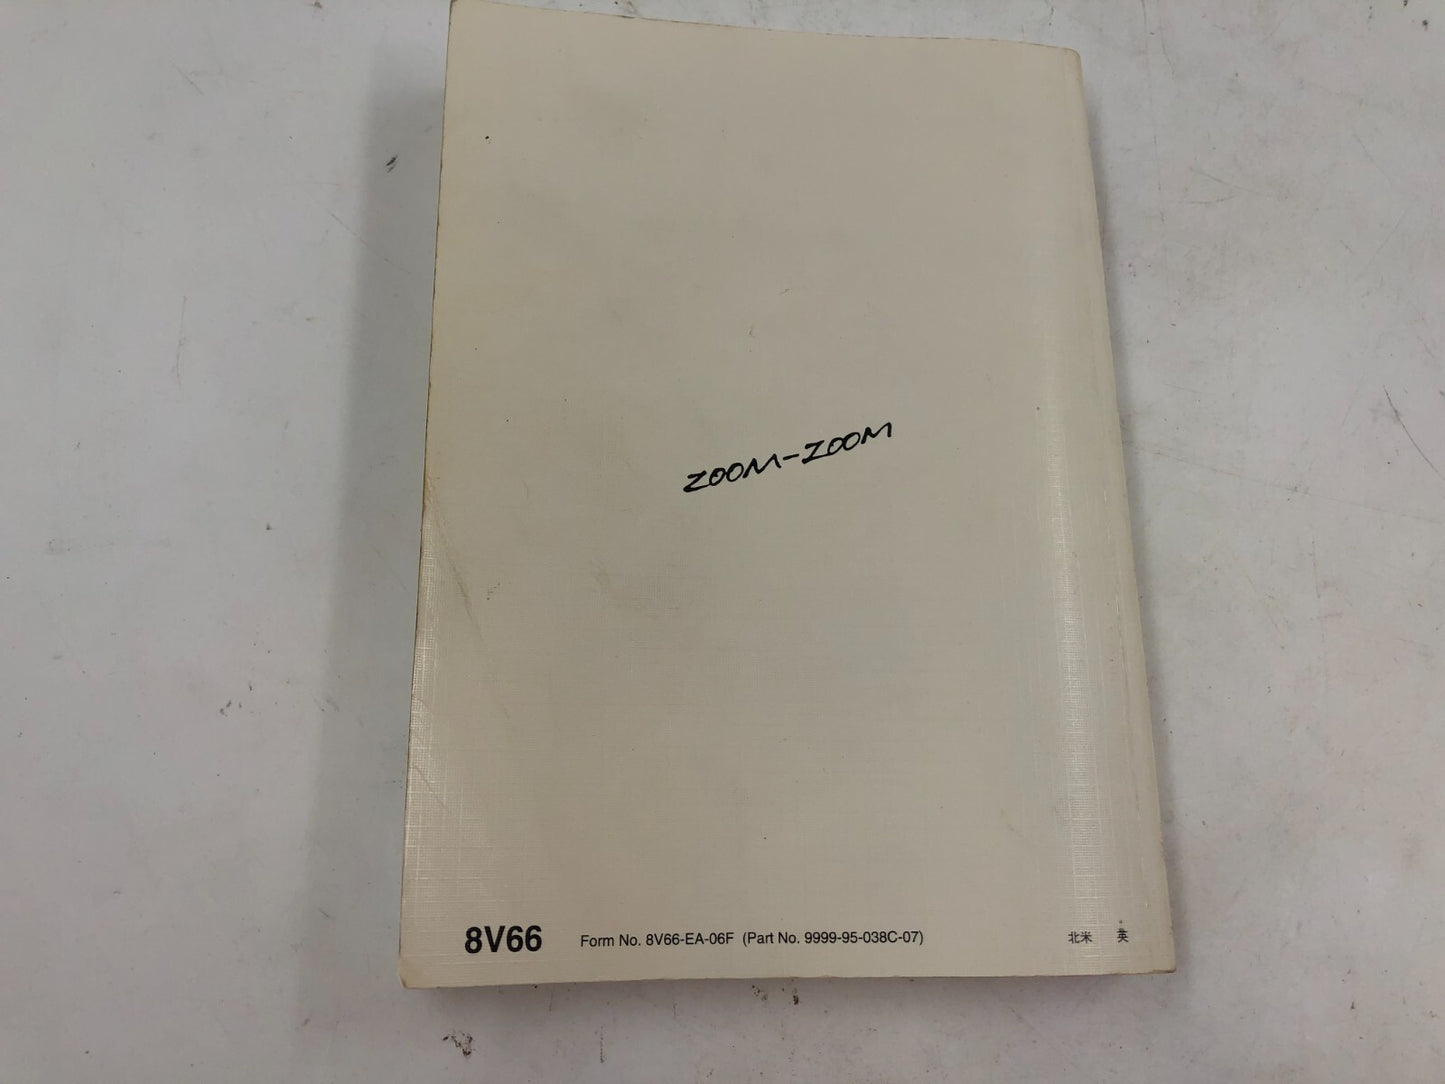 ZOOM-ZOOM
8V66 Form No. 8V66-EA-06F (Part No. 9999-95-038C-07) 北米 英